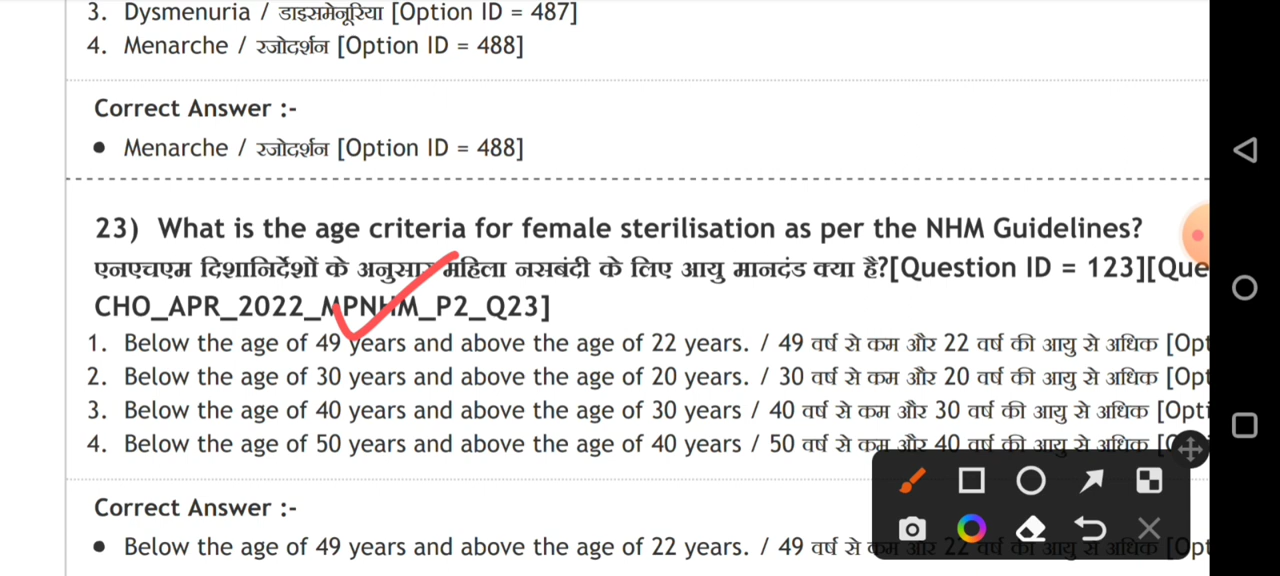 3. Dysmenuria / डाइसमेनूरिया [Option ID = 487]
4. Menarche / रजोदर्शन [Option ID = 488]
Correct Answer :-
• Menarche / रजोदर्शन [Option ID = 488]
23) What is the age criteria for female sterilisation as per the NHM Guidelines?
एनएचएम दिशानिर्देशों के अनुसार महिला नसबंदी के लिए आयु मानदंड क्या है?[Question ID = 123][Que
CHO_APR_2022_MPNHM_P2_Q23]
1. Below the age of 49 years and above the age of 22 years. / 49 वर्ष से कम और 22 वर्ष की आयु से अधिक [Opt
2. Below the age of 30 years and above the age of 20 years. / 30 वर्ष से कम और 20 वर्ष की आयु से अधिक [Opt
3. Below the age of 40 years and above the age of 30 years / 40 वर्ष से कम और 30 वर्ष की आयु से अधिक [Opti
4. Below the age of 50 years and above the age of 40 years / 50 वर्ष से कम और 40 वर्ष की आयु से अधिक
Correct Answer :-
• Below the age of 49 years and above the age of 22 years. / 49 वर्ष से कम और 22 वर्ष की आयु से अधिक [Opt